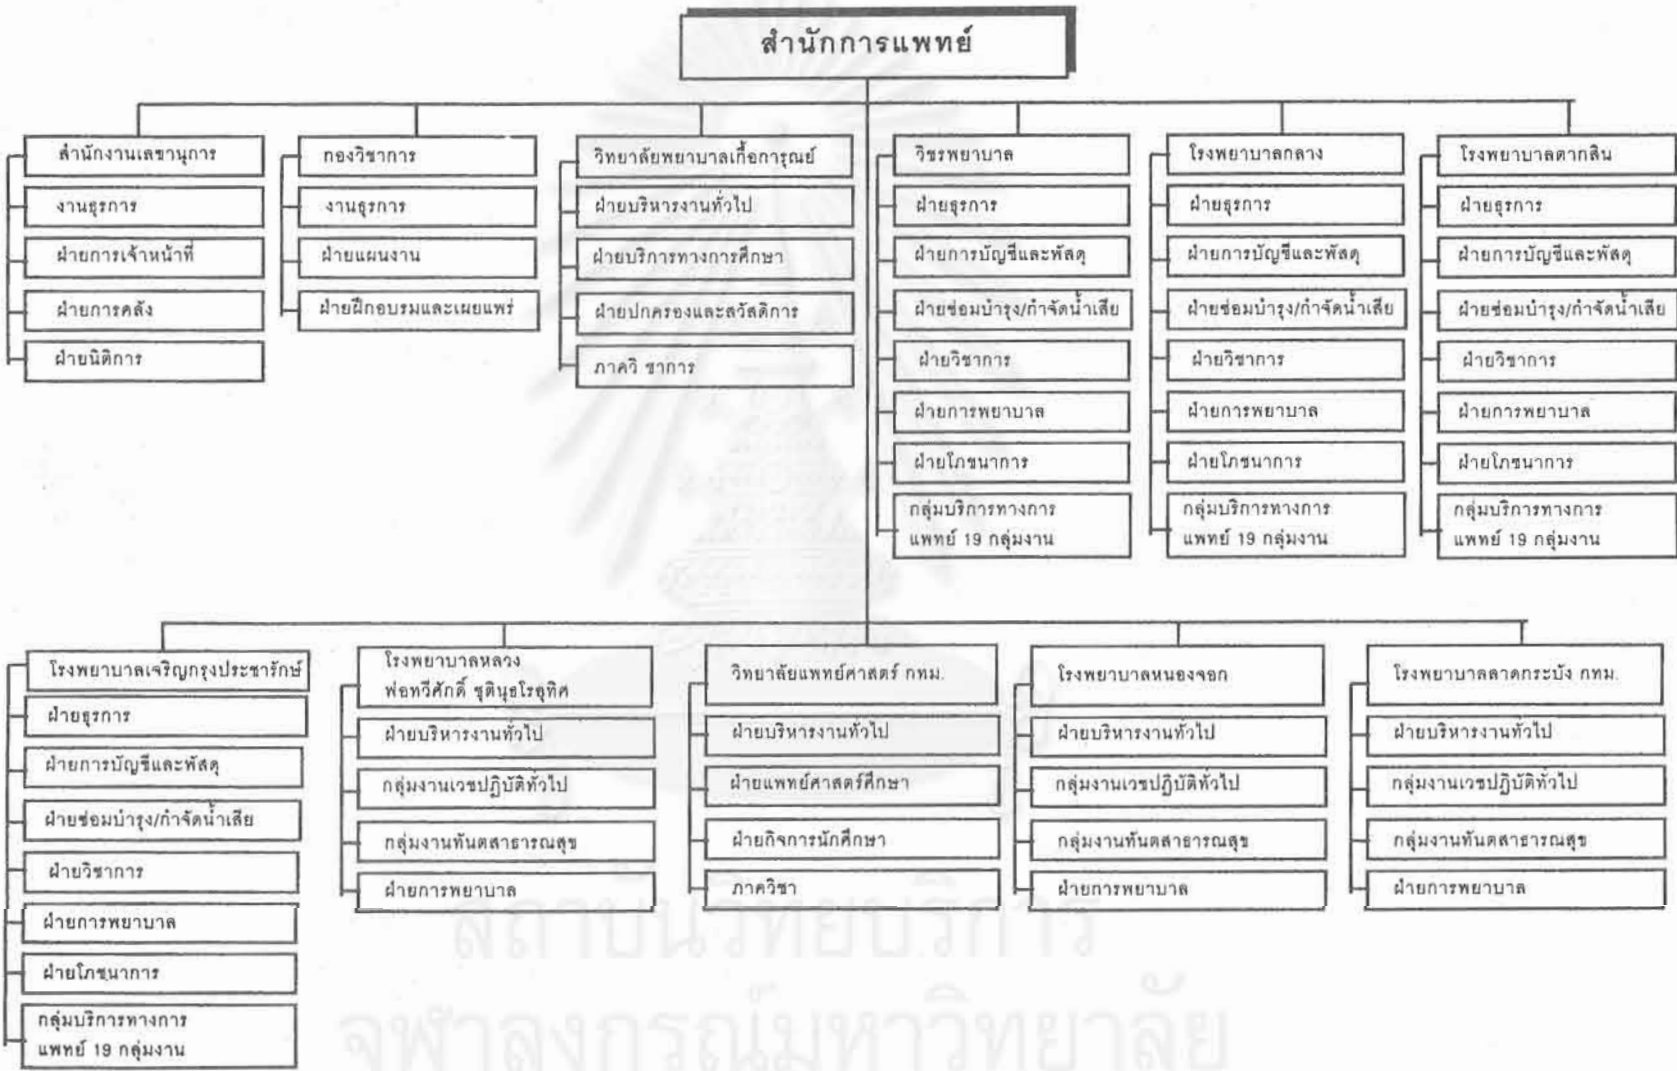 สำนักการแพทย์
สำนักงานเลขานุการ
งานธุรการ
ฝ่ายการเจ้าหน้าที่
ฝ่ายการคลัง
ฝ่ายนิติการ
กองวิชาการ
งานธุรการ
ฝ่ายแผนงาน
ฝ่ายฝึกอบรมและเผยแพร่
วิทยาลัยพยาบาลเกื้อการุณย์
ฝ่ายบริหารงานทั่วไป
ฝ่ายบริการทางการศึกษา
ฝ่ายปกครองและสวัสดิการ
ภาควิ ชาการ
วชิรพยาบาล
ฝ่ายธุรการ
ฝ่ายการบัญชีและพัสดุ
ฝ่ายซ่อมบำรุง/กำจัดน้ำเสีย
ฝ่ายวิชาการ
ฝ่ายการพยาบาล
ฝ่ายโภชนาการ
กลุ่มบริการทางการ
แพทย์ 19 กลุ่มงาน
โรงพยาบาลกลาง
ฝ่ายธุรการ
ฝ่ายการบัญชีและพัสดุ
ฝ่ายซ่อมบำรุง/กำจัดน้ำเสีย
ฝ่ายวิชาการ
ฝ่ายการพยาบาล
ฝ่ายโภชนาการ
กลุ่มบริการทางการ
แพทย์ 19 กลุ่มงาน
โรงพยาบาลตากสิน
ฝ่ายธุรการ
ฝ่ายการบัญชีและพัสดุ
ฝ่ายซ่อมบำรุง/กำจัดน้ำเสีย
ฝ่ายวิชาการ
ฝ่ายการพยาบาล
ฝ่ายโภชนาการ
กลุ่มบริการทางการ
แพทย์ 19 กลุ่มงาน
โรงพยาบาลเจริญกรุงประชารักษ์
ฝ่ายธุรการ
ฝ่ายการบัญชีและพัสดุ
ฝ่ายซ่อมบำรุง/กำจัดน้ำเสีย
ฝ่ายวิชาการ
ฝ่ายการพยาบาล
ฝ่ายโภชนาการ
กลุ่มบริการทางการ
แพทย์ 19 กลุ่มงาน
โรงพยาบาลหลวง
พ่อทวีศักดิ์ ชุตินฺธโรอุทิศ
ฝ่ายบริหารงานทั่วไป
กลุ่มงานเวชปฏิบัติทั่วไป
กลุ่มงานทันตสาธารณสุข
ฝ่ายการพยาบาล
วิทยาลัยแพทย์ศาสตร์ กทม.
ฝ่ายบริหารงานทั่วไป
ฝ่ายแพทย์ศาสตร์ศึกษา
ฝ่ายกิจการนักศึกษา
ภาควิชา
โรงพยาบาลหนองจอก
ฝ่ายบริหารงานทั่วไป
กลุ่มงานเวชปฏิบัติทั่วไป
กลุ่มงานทันตสาธารณสุข
ฝ่ายการพยาบาล
โรงพยาบาลลาดกระบัง กทม.
ฝ่ายบริหารงานทั่วไป
กลุ่มงานเวชปฏิบัติทั่วไป
กลุ่มงานทันตสาธารณสุข
ฝ่ายการพยาบาล
สถาบันวิทยบริการ
จุฬาลงกรณ์มหาวิทยาลัย